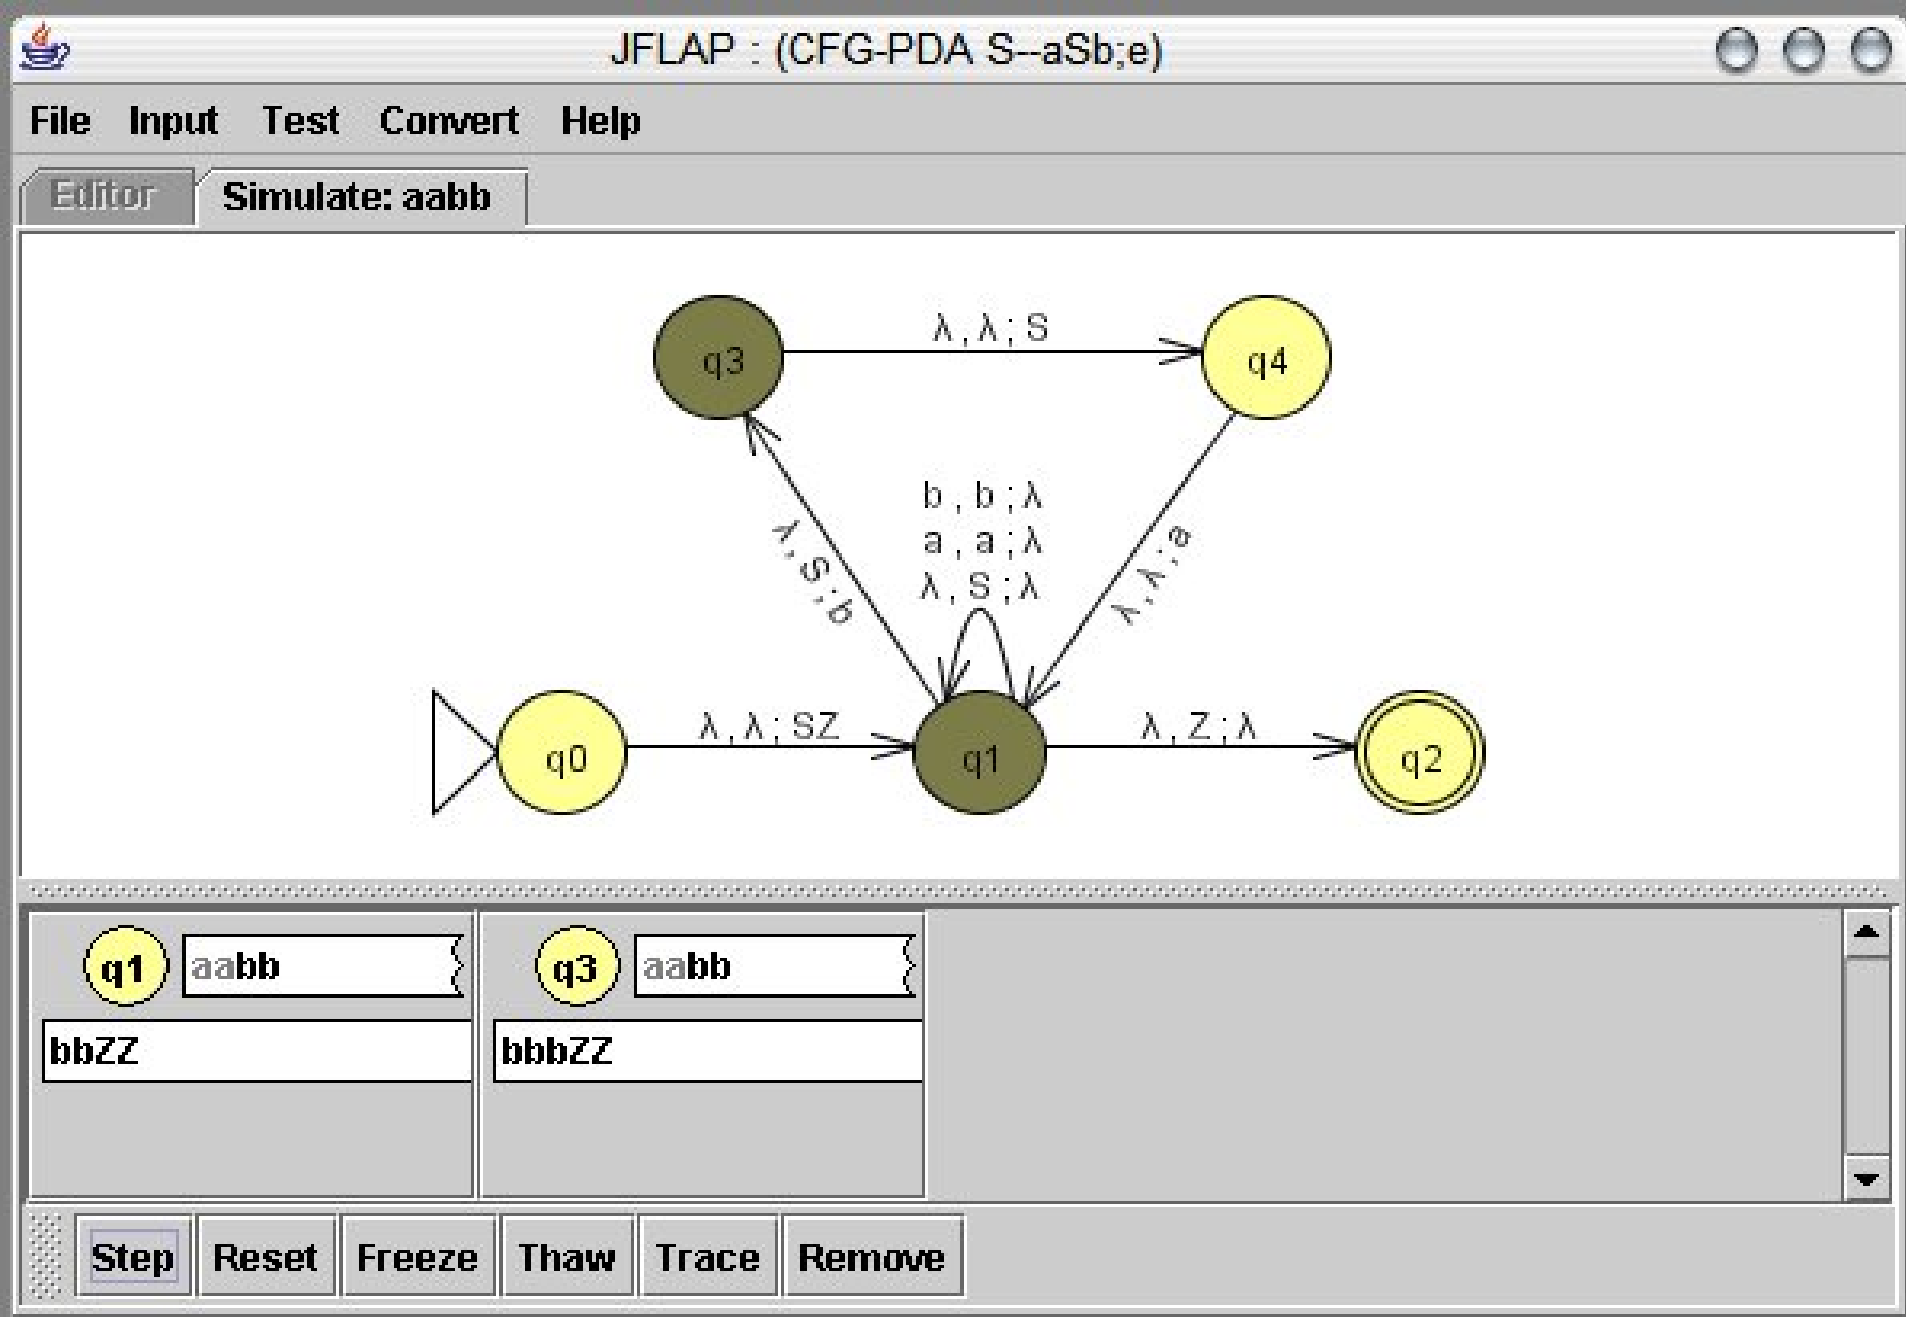 JFLAP : (CFG-PDA S--aSb;e)
File Input Test Convert Help
Editor Simulate: aabb
λ , λ ; S
q3
q4
b , b ; λ
a , a ; λ
λ , S ; λ
λ , S ; b
λ , λ ; a
λ , λ ; SZ
λ , Z ; λ
q0
q1
q2
q1 aabb
bbZZ
q3 aabb
bbbZZ
Step Reset Freeze Thaw Trace Remove